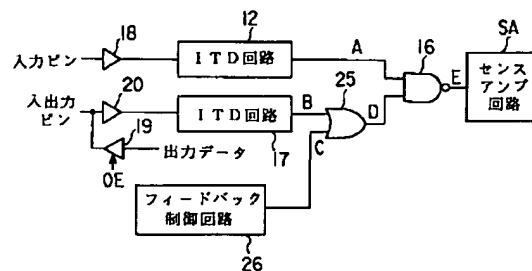 18
入力ピン
12
ITD回路
A
16
SA
センス
アンプ
回路
E
20
入出力
ピン
19
出力データ
OE
ITD回路
17
B
25
C
D
フィードバック
制御回路
26